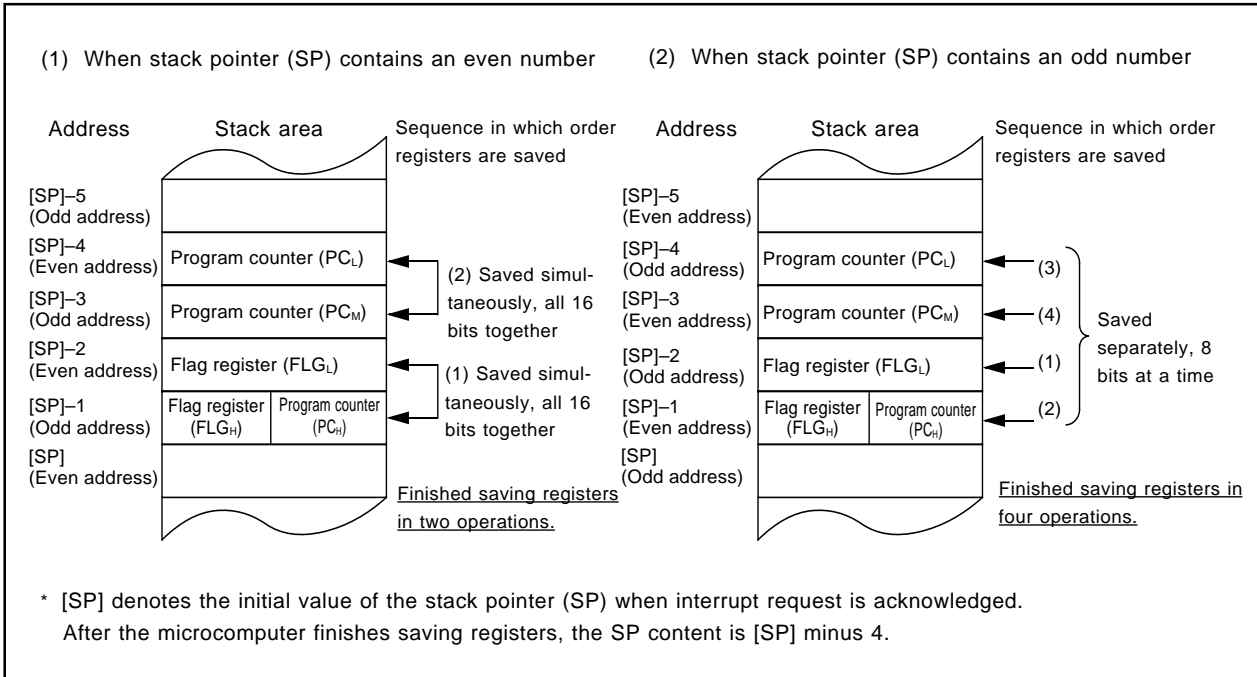 (1) When stack pointer (SP) contains an even number
Address
Stack area
Sequence in which order
registers are saved
[SP]–5
(Odd address)
[SP]–4
(Even address)
Program counter (PCL)
[SP]–3
(Odd address)
Program counter (PCM)
(2) Saved simul-
taneously, all 16
bits together
[SP]–2
(Even address)
Flag register (FLGL)
[SP]–1
(Odd address)
Flag register
(FLGH)
Program counter
(PCH)
(1) Saved simul-
taneously, all 16
bits together
[SP]
(Even address)
Finished saving registers
in two operations.
(2) When stack pointer (SP) contains an odd number
Address
Stack area
Sequence in which order
registers are saved
[SP]–5
(Even address)
[SP]–4
(Odd address)
Program counter (PCL)
(3)
[SP]–3
(Even address)
Program counter (PCM)
(4)
[SP]–2
(Odd address)
Flag register (FLGL)
(1)
[SP]–1
(Even address)
Flag register
(FLGH)
Program counter
(PCH)
(2)
Saved
separately, 8
bits at a time
[SP]
(Odd address)
Finished saving registers in
four operations.
* [SP] denotes the initial value of the stack pointer (SP) when interrupt request is acknowledged.
After the microcomputer finishes saving registers, the SP content is [SP] minus 4.